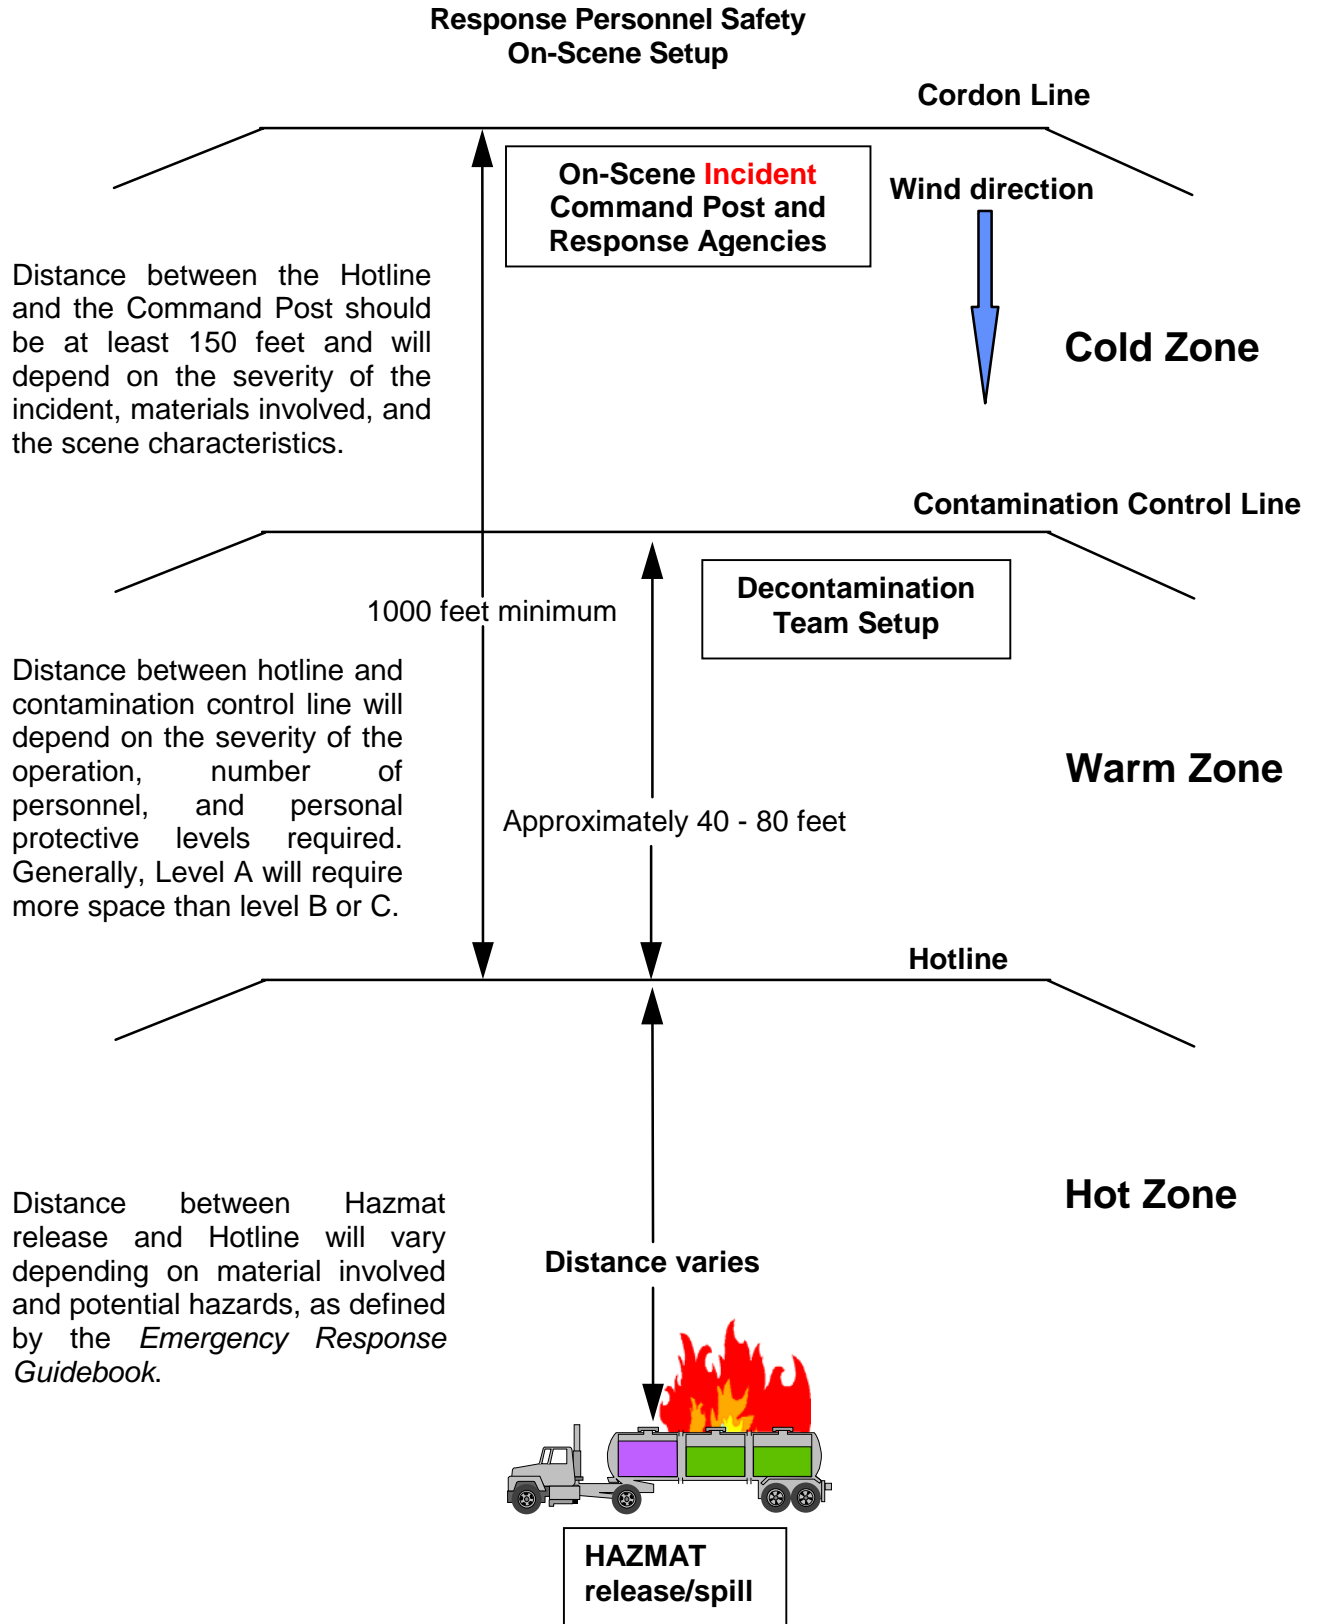 Response Personnel Safety
On-Scene Setup
Cordon Line
On-Scene Incident
Command Post and
Response Agencies
Wind direction
Distance between the Hotline
and the Command Post should
be at least 150 feet and will
depend on the severity of the
incident, materials involved, and
the scene characteristics.
Cold Zone
Contamination Control Line
Decontamination
Team Setup
1000 feet minimum
Distance between hotline and
contamination control line will
depend on the severity of the
operation, number of
personnel, and personal
protective levels required.
Generally, Level A will require
more space than level B or C.
Warm Zone
Approximately 40 - 80 feet
Hotline
Hot Zone
Distance between Hazmat
release and Hotline will vary
depending on material involved
and potential hazards, as defined
by the Emergency Response
Guidebook.
Distance varies
HAZMAT
release/spill